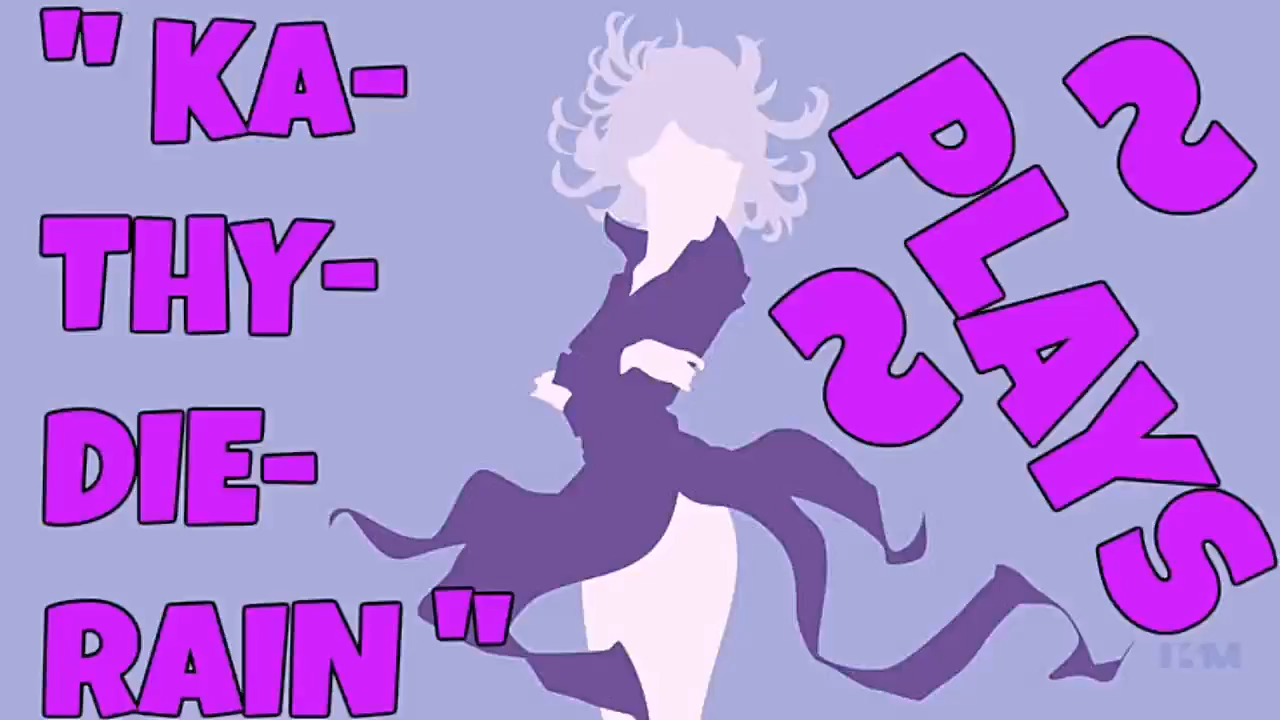 "KA-
THY-
DIE-
RAIN"
~PLAYS~